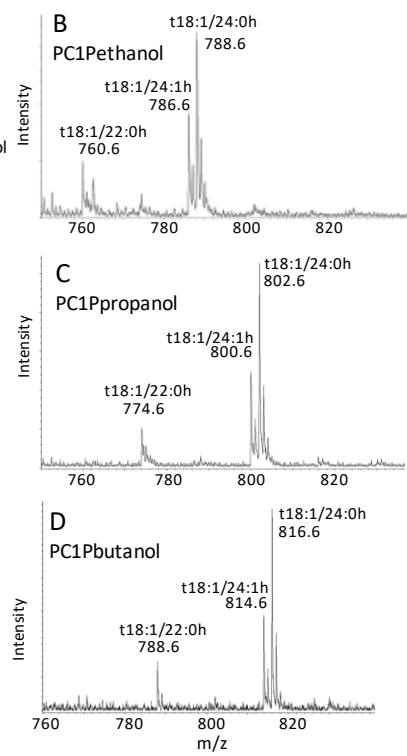 B
PC1Pethanol
t18:1/24:0h
788.6
t18:1/24:1h
786.6
t18:1/22:0h
760.6
ol
Intensity
760 780 800 820
C
PC1Ppropanol
t18:1/24:0h
802.6
t18:1/24:1h
800.6
t18:1/22:0h
774.6
Intensity
760 780 800 820
D
PC1Pbutanol
t18:1/24:0h
816.6
t18:1/24:1h
814.6
t18:1/22:0h
788.6
Intensity
760 780 800 820
m/z